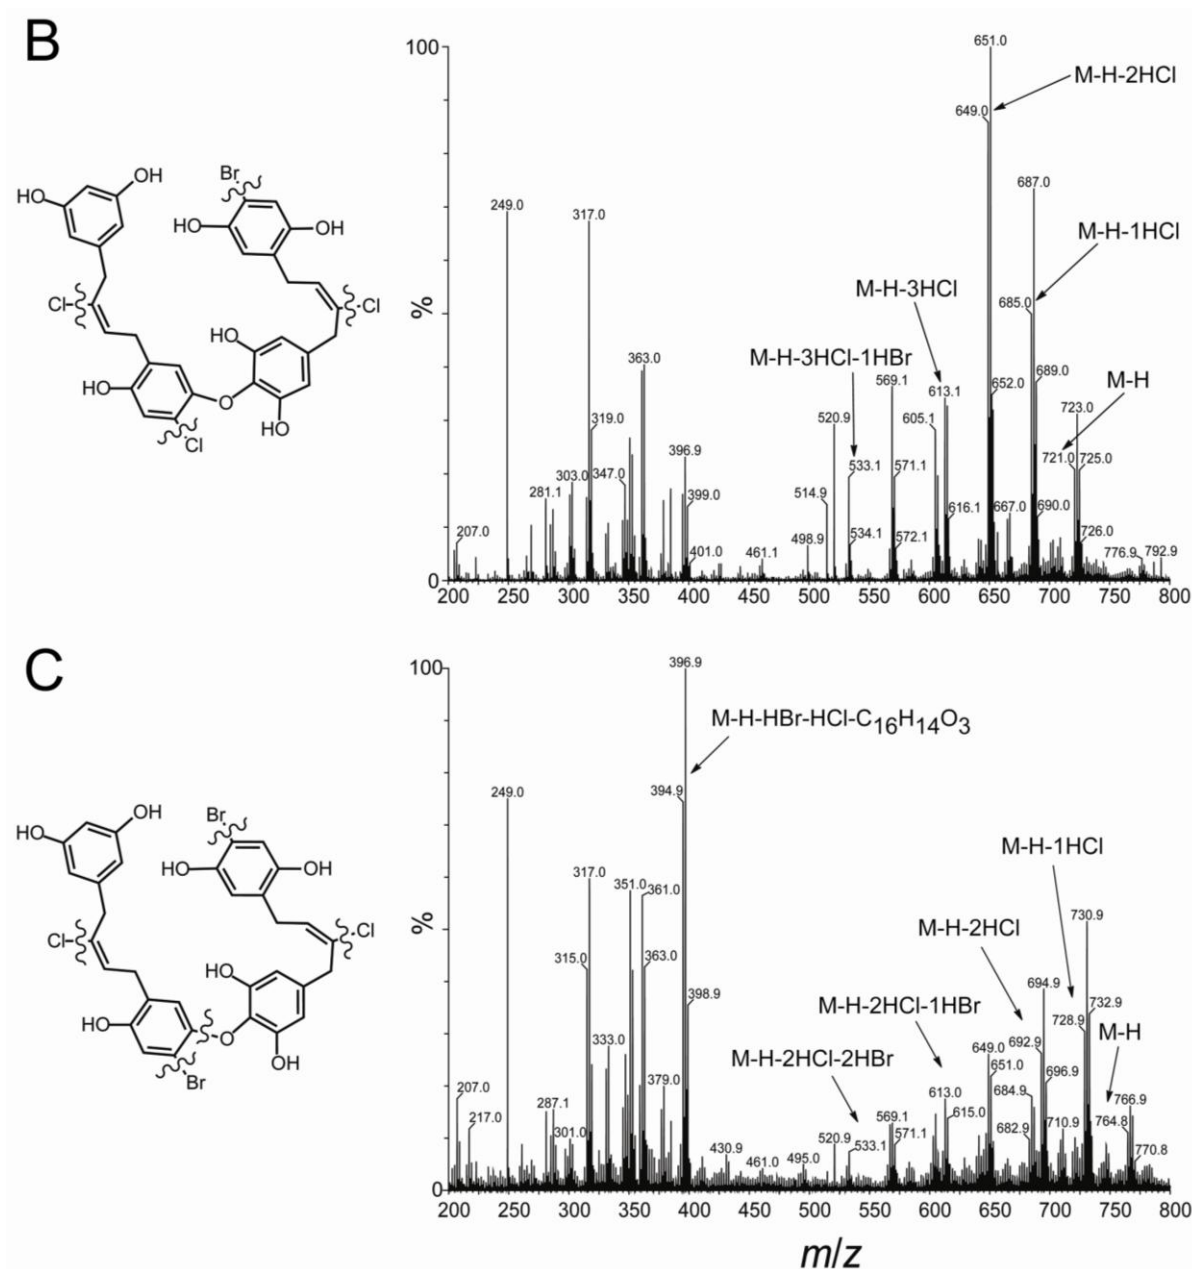 B
100
651.0
M-H-2HCl
649.0
687.0
249.0
317.0
M-H-1HCl
M-H-3HCl
685.0
%
M-H-3HCl-1HBr
363.0
569.1
613.1
652.0
689.0
M-H
319.0
605.1
723.0
520.9
396.9
303.0
347.0
533.1
571.1
721.0
725.0
281.1
399.0
514.9
616.1
667.0
690.0
207.0
534.1
572.1
726.0
401.0
461.1
498.9
776.9
792.9
0
200 250 300 350 400 450 500 550 600 650 700 750 800
HO
OH
Br
HO
OH
Cl
Cl
HO
HO
O
HO
Cl
C
100
396.9
M-H-HBr-HCl-C16H14O3
394.9
249.0
M-H-1HCl
317.0
351.0
361.0
M-H-2HCl
730.9
%
315.0
363.0
398.9
M-H-2HCl-1HBr
694.9
732.9
728.9
M-H
333.0
M-H-2HCl-2HBr
649.0
692.9
651.0
696.9
207.0
379.0
613.0
684.9
766.9
217.0
287.1
615.0
710.9
764.8
301.0
569.1
682.9
520.9
533.1
571.1
770.8
430.9
461.0
495.0
0
200 250 300 350 400 450 500 550 600 650 700 750 800
m/z
HO
OH
Br
HO
OH
Cl
Cl
HO
HO
O
OH
Br